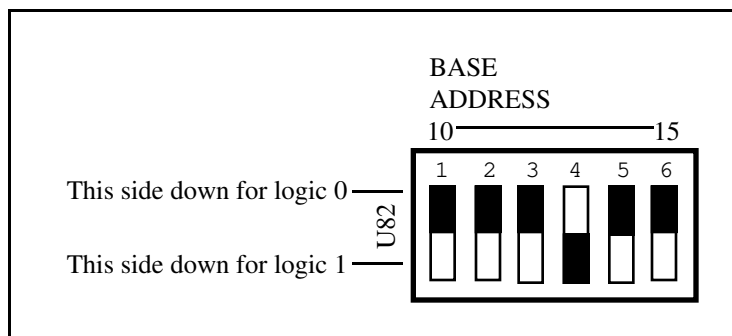 BASE
ADDRESS
10 15
1 2 3 4 5 6
This side down for logic 0
U82
This side down for logic 1